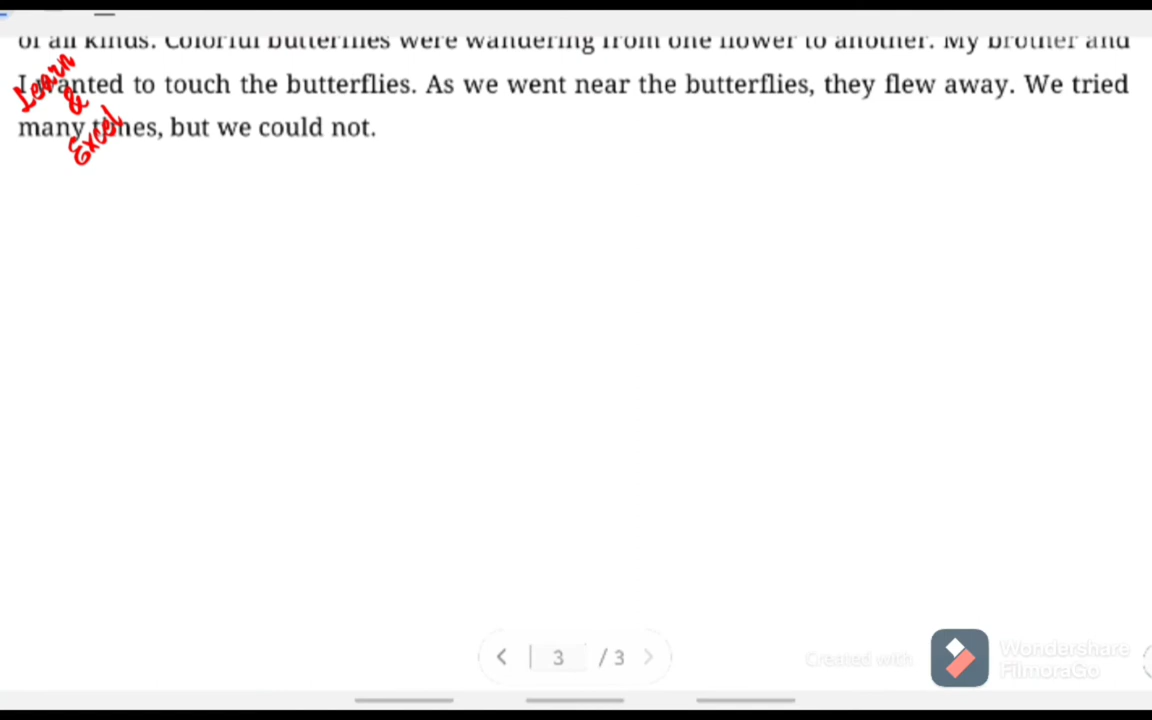 of all kinds. Colorful butterflies were wandering from one flower to another. My brother and
I wanted to touch the butterflies. As we went near the butterflies, they flew away. We tried
many times, but we could not.
Learn
&
Excel
3 / 3
Created with
Wondershare
FilmoraGo